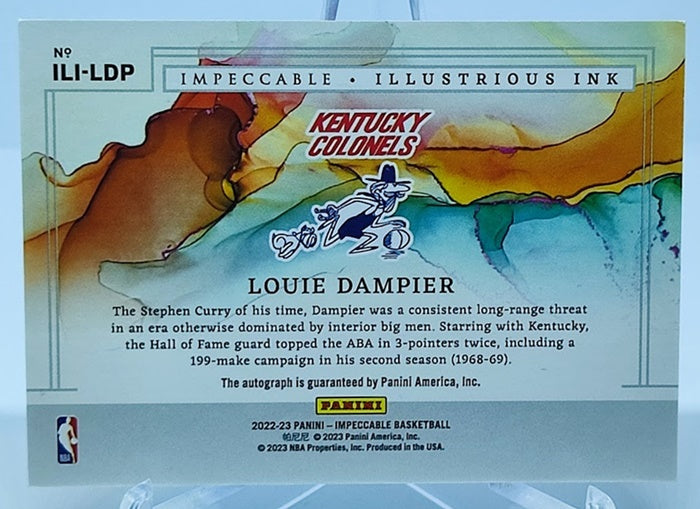 Nº
ILI-LDP
IMPECCABLE • ILLUSTRIOUS INK
KENTUCKY
COLONELS
LOUIE DAMPIER
The Stephen Curry of his time, Dampier was a consistent long-range threat
in an era otherwise dominated by interior big men. Starring with Kentucky,
the Hall of Fame guard topped the ABA in 3-pointers twice, including a
199-make campaign in his second season (1968-69).
The autograph is guaranteed by Panini America, Inc.
PANINI
2022-23 PANINI – IMPECCABLE BASKETBALL
帕尼尼 © 2023 Panini America, Inc.
© 2023 NBA Properties, Inc. Produced in the USA.
NBA